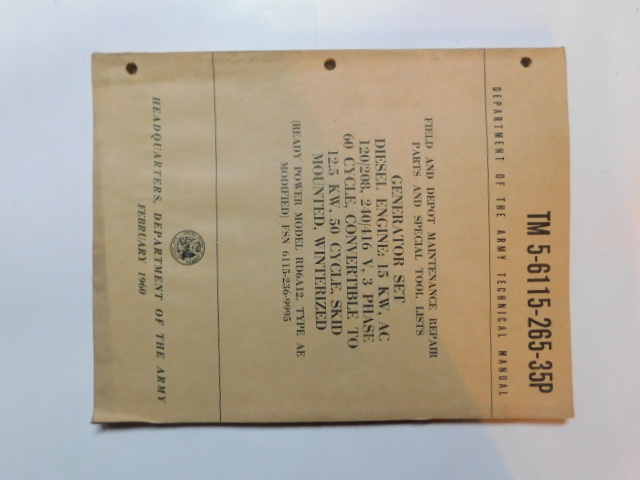 TM 5-6115-265-35P
DEPARTMENT OF THE ARMY TECHNICAL MANUAL
FIELD AND DEPOT MAINTENANCE REPAIR
PARTS AND SPECIAL TOOL LISTS
GENERATOR SET
DIESEL ENGINE: 15 KW, AC
120/208, 240/416 V. 3 PHASE
60 CYCLE, CONVERTIBLE TO
12.5 KW, 50 CYCLE, SKID
MOUNTED, WINTERIZED
(READY POWER MODEL RD6A12, TYPE AE
MODIFIED) FSN 6115-236-9995
HEADQUARTERS, DEPARTMENT OF THE ARMY
FEBRUARY 1960